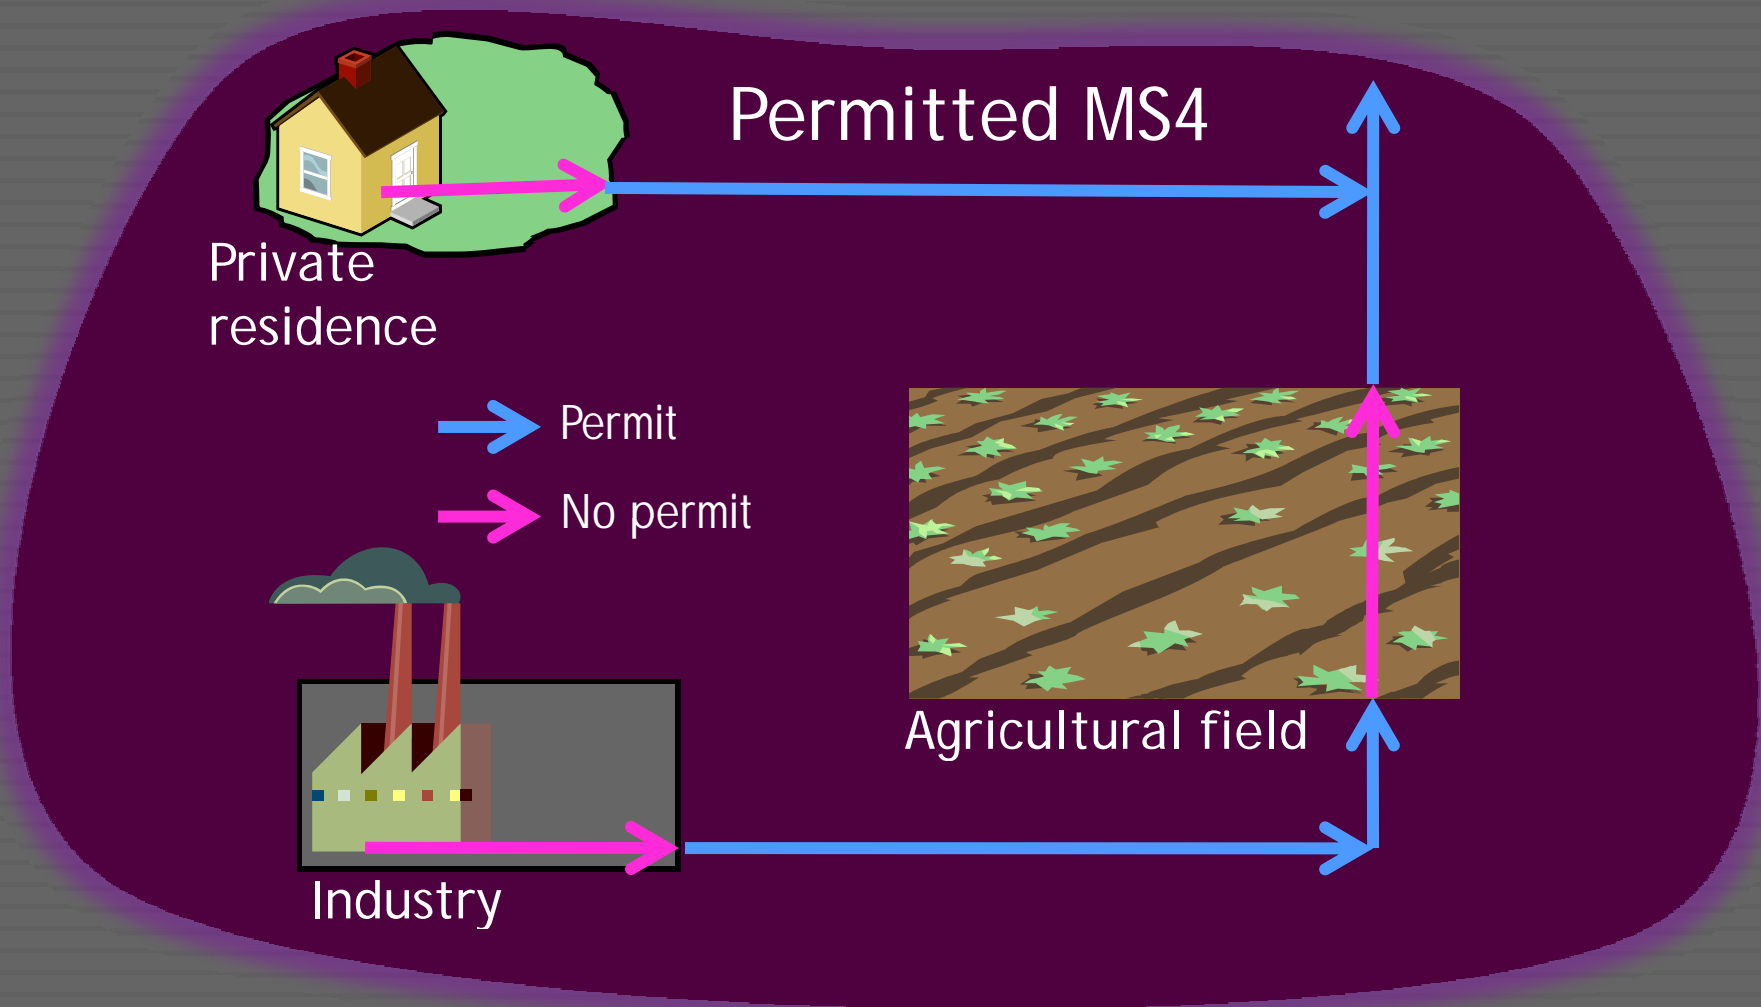 Permitted MS4
Private
residence
Permit
No permit
Agricultural field
Industry